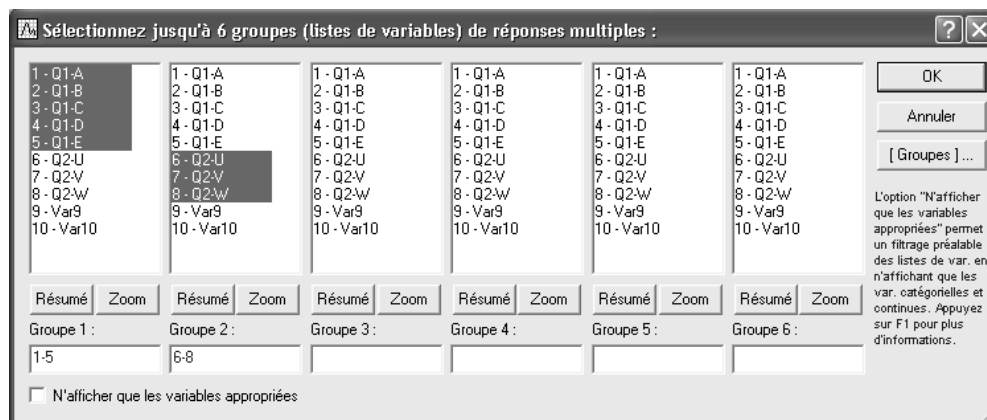 Sélectionnez jusqu'à 6 groupes (listes de variables) de réponses multiples :
1 - Q1-A
2 - Q1-B
3 - Q1-C
4 - Q1-D
5 - Q1-E
6 - Q2-U
7 - Q2-V
8 - Q2-W
9 - Var9
10 - Var10
1 - Q1-A
2 - Q1-B
3 - Q1-C
4 - Q1-D
5 - Q1-E
6 - Q2-U
7 - Q2-V
8 - Q2-W
9 - Var9
10 - Var10
1 - Q1-A
2 - Q1-B
3 - Q1-C
4 - Q1-D
5 - Q1-E
6 - Q2-U
7 - Q2-V
8 - Q2-W
9 - Var9
10 - Var10
1 - Q1-A
2 - Q1-B
3 - Q1-C
4 - Q1-D
5 - Q1-E
6 - Q2-U
7 - Q2-V
8 - Q2-W
9 - Var9
10 - Var10
1 - Q1-A
2 - Q1-B
3 - Q1-C
4 - Q1-D
5 - Q1-E
6 - Q2-U
7 - Q2-V
8 - Q2-W
9 - Var9
10 - Var10
1 - Q1-A
2 - Q1-B
3 - Q1-C
4 - Q1-D
5 - Q1-E
6 - Q2-U
7 - Q2-V
8 - Q2-W
9 - Var9
10 - Var10
Résumé Zoom Résumé Zoom Résumé Zoom Résumé Zoom Résumé Zoom Résumé Zoom
Groupe 1 : Groupe 2 : Groupe 3 : Groupe 4 : Groupe 5 : Groupe 6 :
1-5 6-8
N'afficher que les variables appropriées
OK
Annuler
[ Groupes ] ...
L'option "N'afficher
que les variables
appropriées" permet
un filtrage préalable
des listes de var. en
n'affichant que les
var. catégorielles et
continues. Appuyez
sur F1 pour plus
d'informations.